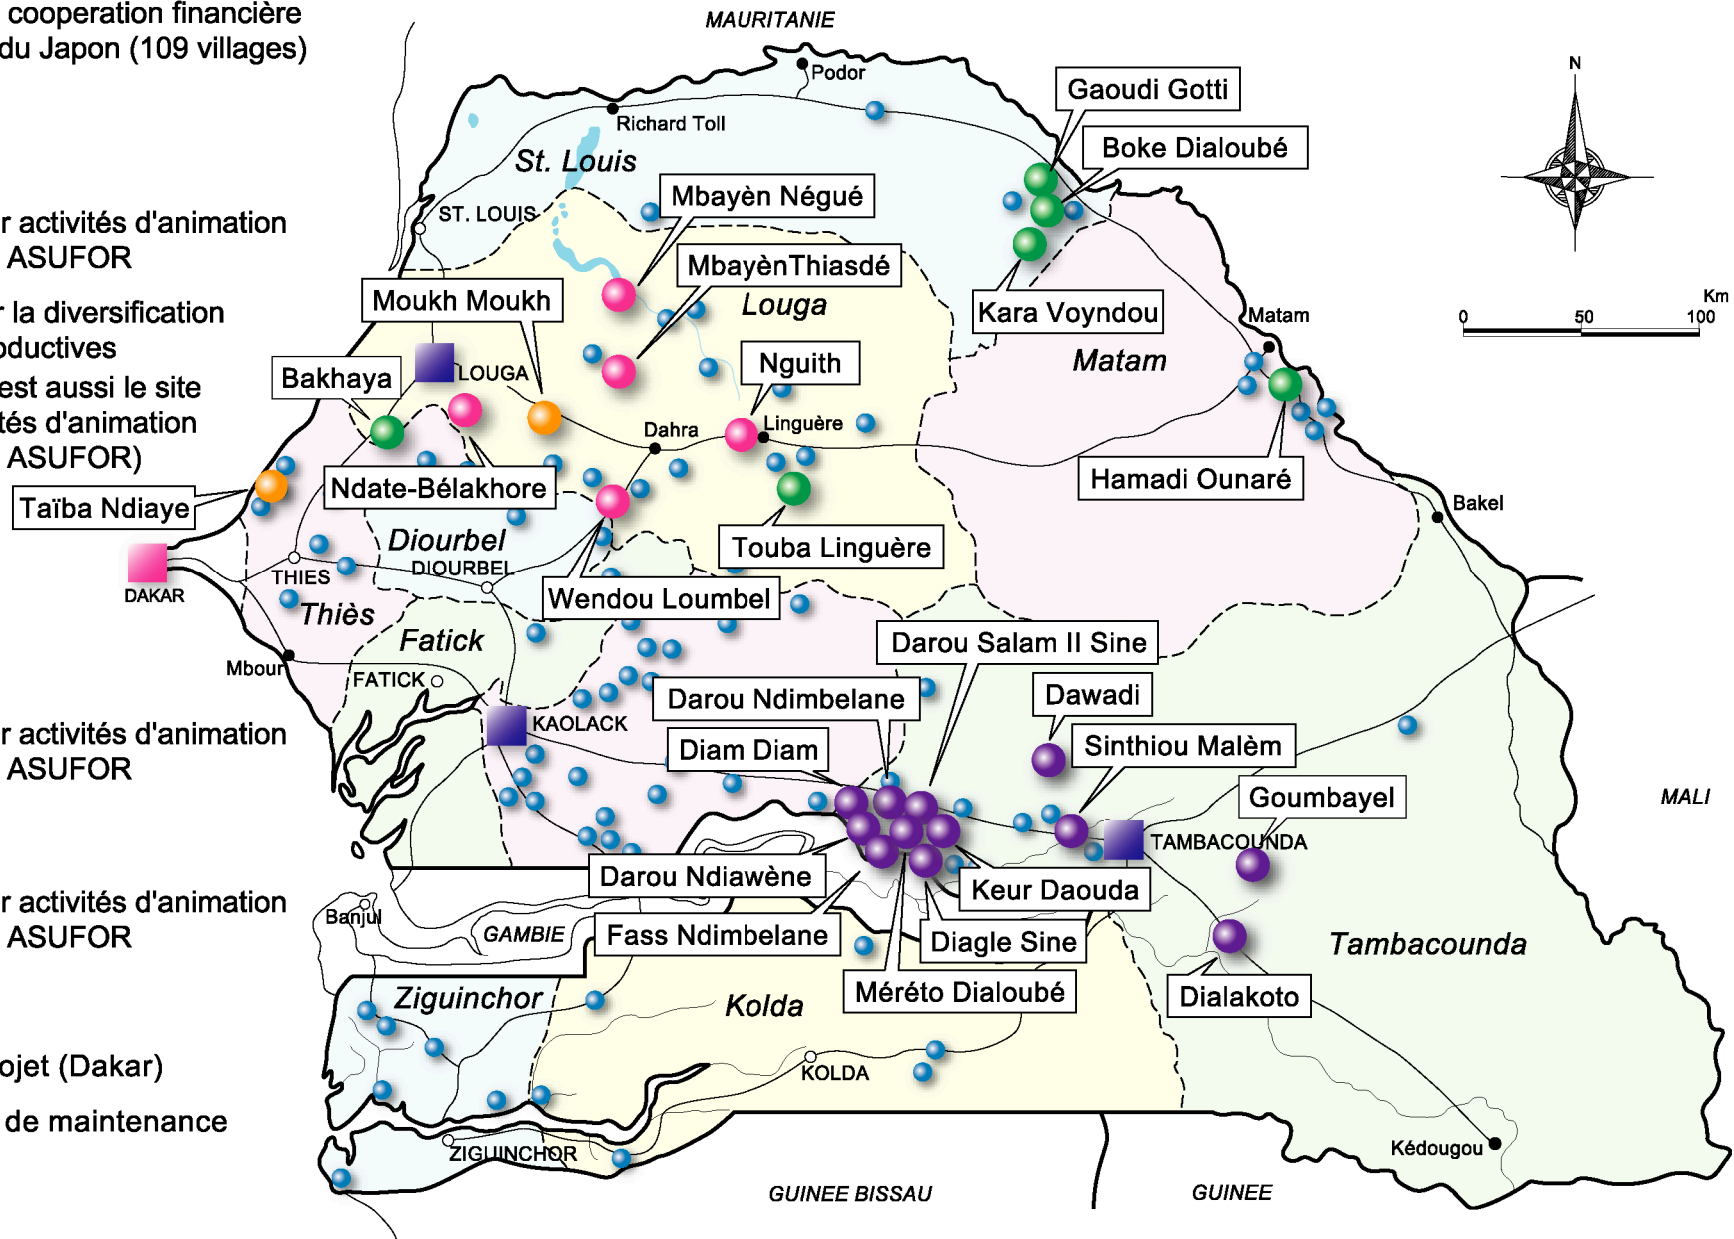 cooperation financière
du Japon (109 villages)
r activités d'animation
ASUFOR
r la diversification
oductives
est aussi le site
tés d'animation
ASUFOR)
r activités d'animation
ASUFOR
r activités d'animation
ASUFOR
ojet (Dakar)
de maintenance
MAURITANIE
Podor
Richard Toll
St. Louis
ST. LOUIS
Gaoudi Gotti
Boke Dialoubé
N
Mbayèn Négué
MbayènThiasdé
Moukh Moukh
Louga
Kara Voyndou
Matam
Matam
Km
0 50 100
Bakhaya
LOUGA
Nguith
Dahra
Linguère
Hamadi Ounaré
Bakel
Ndate-Bélakhore
Taïba Ndiaye
Touba Linguère
Diourbel
DIOURBEL
THIES
DAKAR
Thiès
Wendou Loumbel
Fatick
Mbour
FATICK
Darou Salam II Sine
Darou Ndimbelane
Dawadi
KAOLACK
Diam Diam
Sinthiou Malèm
Goumbayel
MALI
TAMBACOUNDA
Darou Ndiawène
Keur Daouda
Banjul
GAMBIE
Fass Ndimbelane
Diagle Sine
Tambacounda
Méréto Dialoubé
Dialakoto
Ziguinchor
Kolda
KOLDA
ZIGUINCHOR
Kédougou
GUINEE BISSAU
GUINEE